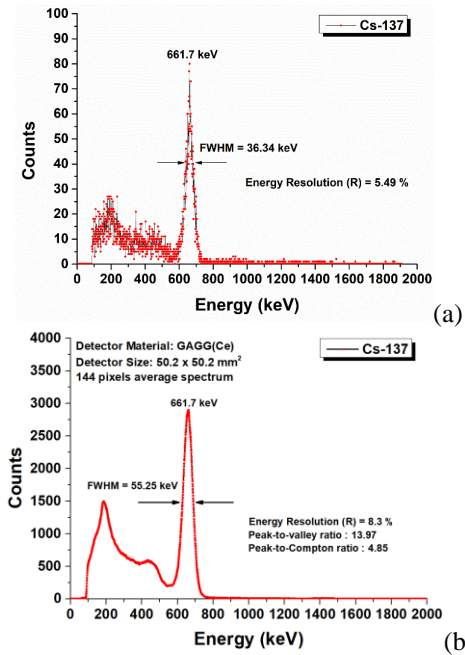 Cs-137
661.7 keV
FWHM = 36.34 keV
Energy Resolution (R) = 5.49 %
Counts
100
90
80
70
60
50
40
30
20
10
0
0 200 400 600 800 1000 1200 1400 1600 1800 2000
Energy (keV)
(a)
Detector Material: GAGG(Ce)
Detector Size: 50.2 x 50.2 mm²
144 pixels average spectrum
Cs-137
661.7 keV
FWHM = 55.25 keV
Energy Resolution (R) = 8.3 %
Peak-to-valley ratio : 13.97
Peak-to-Compton ratio : 4.85
Counts
4000
3500
3000
2500
2000
1500
1000
500
0
0 200 400 600 800 1000 1200 1400 1600 1800 2000
Energy (keV)
(b